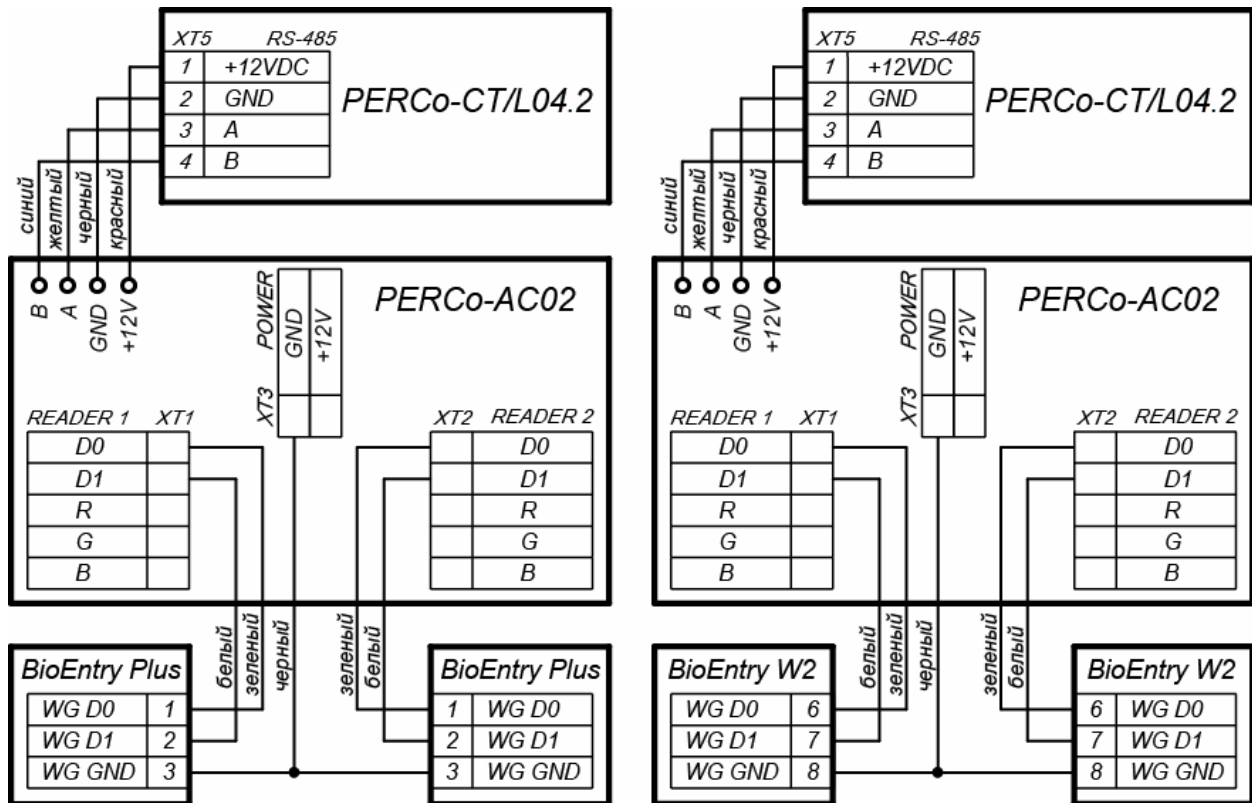 XT5 RS-485
1 +12VDC
2 GND
3 A
4 B
PERCo-CT/L04.2
синий
желтый
черный
красный
B
A
GND
+12V
XT3 POWER
GND
+12V
PERCo-AC02
READER 1 XT1
D0
D1
R
G
B
XT2 READER 2
D0
D1
R
G
B
белый
зеленый
черный
зеленый
белый
BioEntry Plus
WG D0 1
WG D1 2
WG GND 3
BioEntry Plus
1 WG D0
2 WG D1
3 WG GND
XT5 RS-485
1 +12VDC
2 GND
3 A
4 B
PERCo-CT/L04.2
синий
желтый
черный
красный
B
A
GND
+12V
XT3 POWER
GND
+12V
PERCo-AC02
READER 1 XT1
D0
D1
R
G
B
XT2 READER 2
D0
D1
R
G
B
белый
зеленый
черный
зеленый
белый
BioEntry W2
WG D0 6
WG D1 7
WG GND 8
BioEntry W2
6 WG D0
7 WG D1
8 WG GND